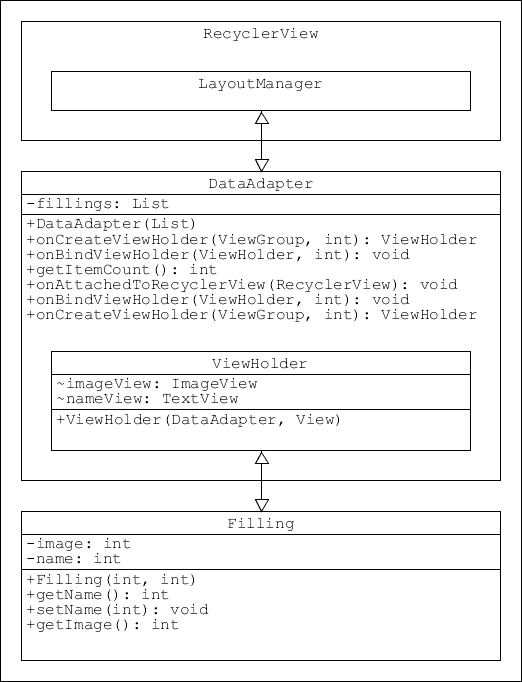 RecyclerView
LayoutManager
DataAdapter
-fillings: List
+DataAdapter(List)
+onCreateViewHolder(ViewGroup, int): ViewHolder
+onBindViewHolder(ViewHolder, int): void
+getItemCount(): int
+onAttachedToRecyclerView(RecyclerView): void
+onBindViewHolder(ViewHolder, int): void
+onCreateViewHolder(ViewGroup, int): ViewHolder
ViewHolder
~imageView: ImageView
~nameView: TextView
+ViewHolder(DataAdapter, View)
Filling
-image: int
-name: int
+Filling(int, int)
+getName(): int
+setName(int): void
+getImage(): int